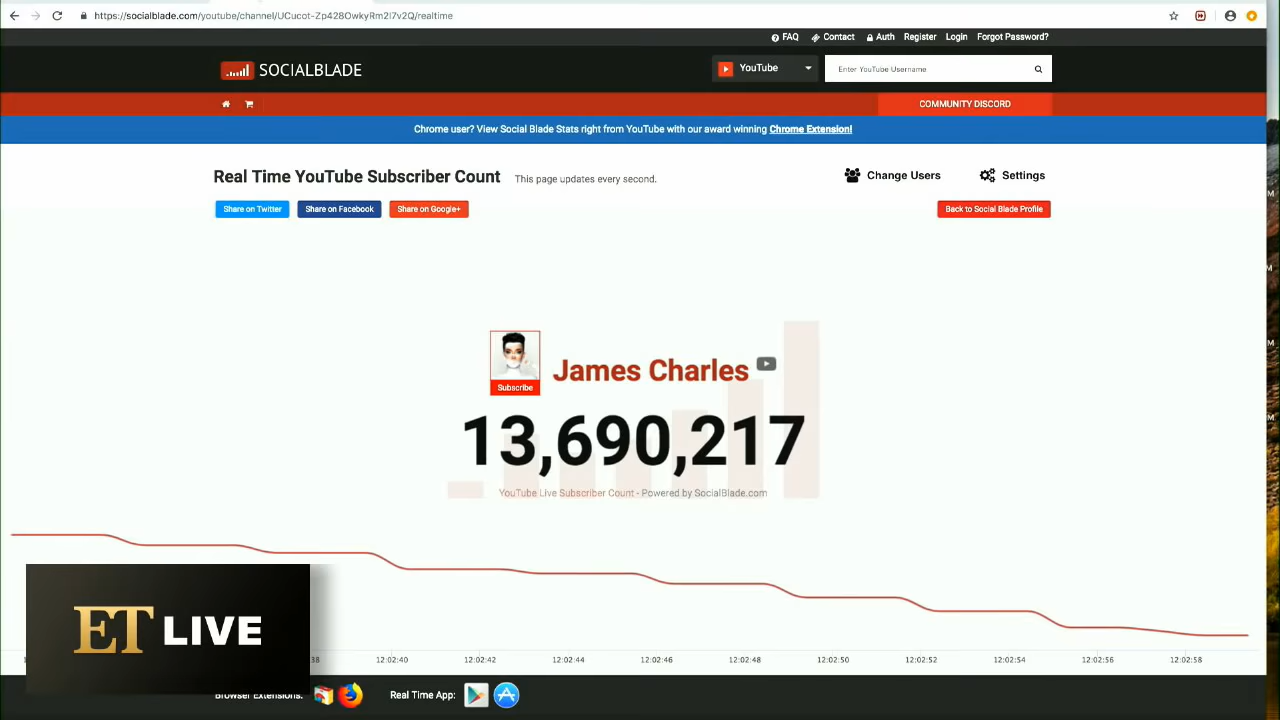 https://socialblade.com/youtube/channel/UCucot-Zp428OwkyRm2I7v2Q/realtime
FAQ Contact Auth Register Login Forgot Password?
SOCIALBLADE YouTube Enter YouTube Username
COMMUNITY DISCORD
Chrome user? View Social Blade Stats right from YouTube with our award winning Chrome Extension!
Real Time YouTube Subscriber Count This page updates every second. Change Users Settings
Share on Twitter Share on Facebook Share on Google+ Back to Social Blade Profile
James Charles
Subscribe
13,690,217
YouTube Live Subscriber Count - Powered by SocialBlade.com
ET LIVE
38 12:02:40 12:02:42 12:02:44 12:02:46 12:02:48 12:02:50 12:02:52 12:02:54 12:02:56 12:02:58
Browser Extensions: Real Time App: